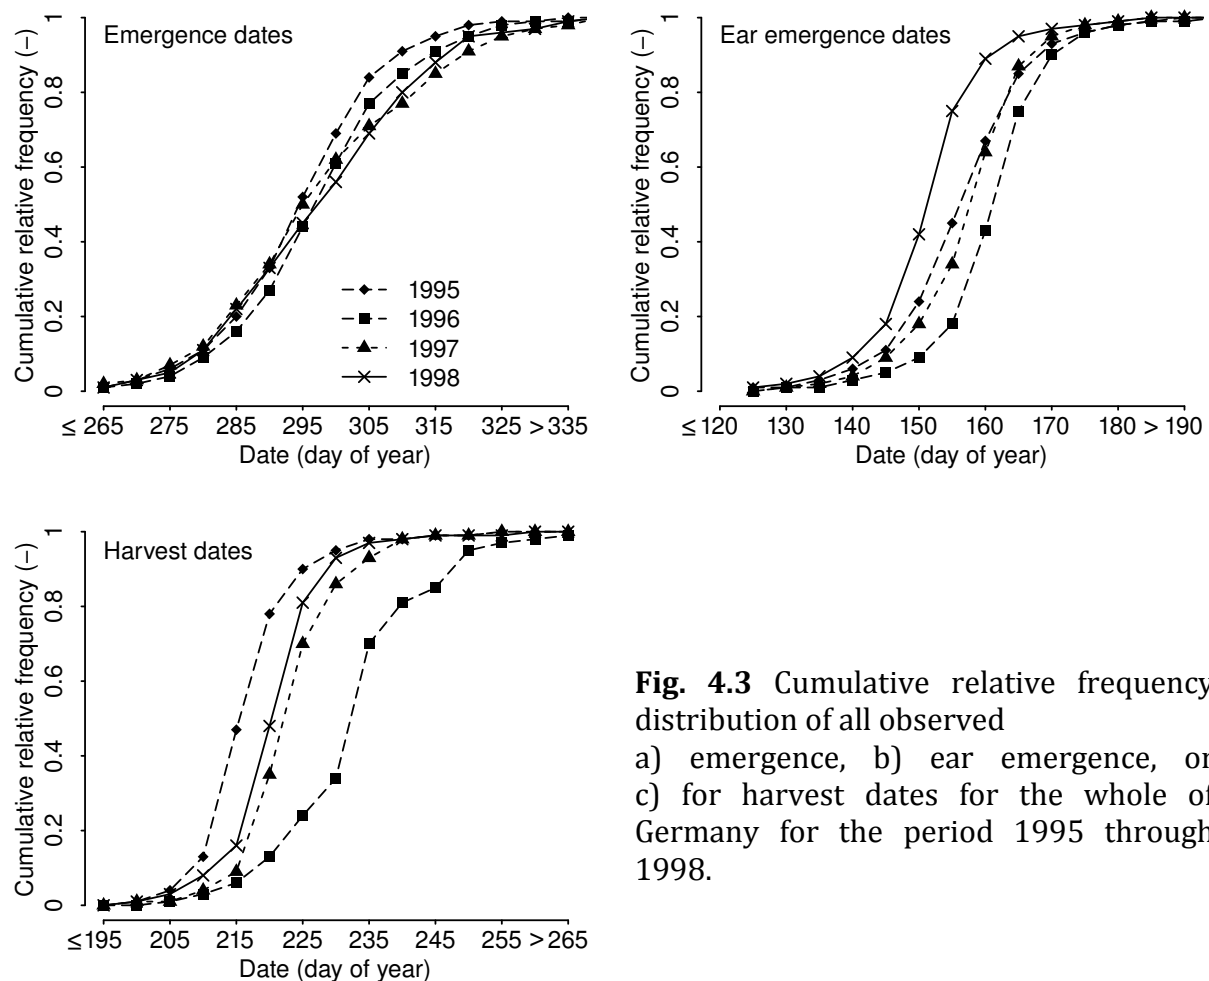 Emergence dates
Cumulative relative frequency (−)
0
0.2
0.4
0.6
0.8
1
1995
1996
1997
1998
≤ 265 275 285 295 305 315 325 > 335
Date (day of year)
Ear emergence dates
Cumulative relative frequency (−)
0
0.2
0.4
0.6
0.8
1
≤ 120 130 140 150 160 170 180 > 190
Date (day of year)
Harvest dates
Cumulative relative frequency (−)
0
0.2
0.4
0.6
0.8
1
≤ 195 205 215 225 235 245 255 > 265
Date (day of year)
Fig. 4.3 Cumulative relative frequency
distribution of all observed
a) emergence, b) ear emergence, or
c) for harvest dates for the whole of
Germany for the period 1995 through
1998.